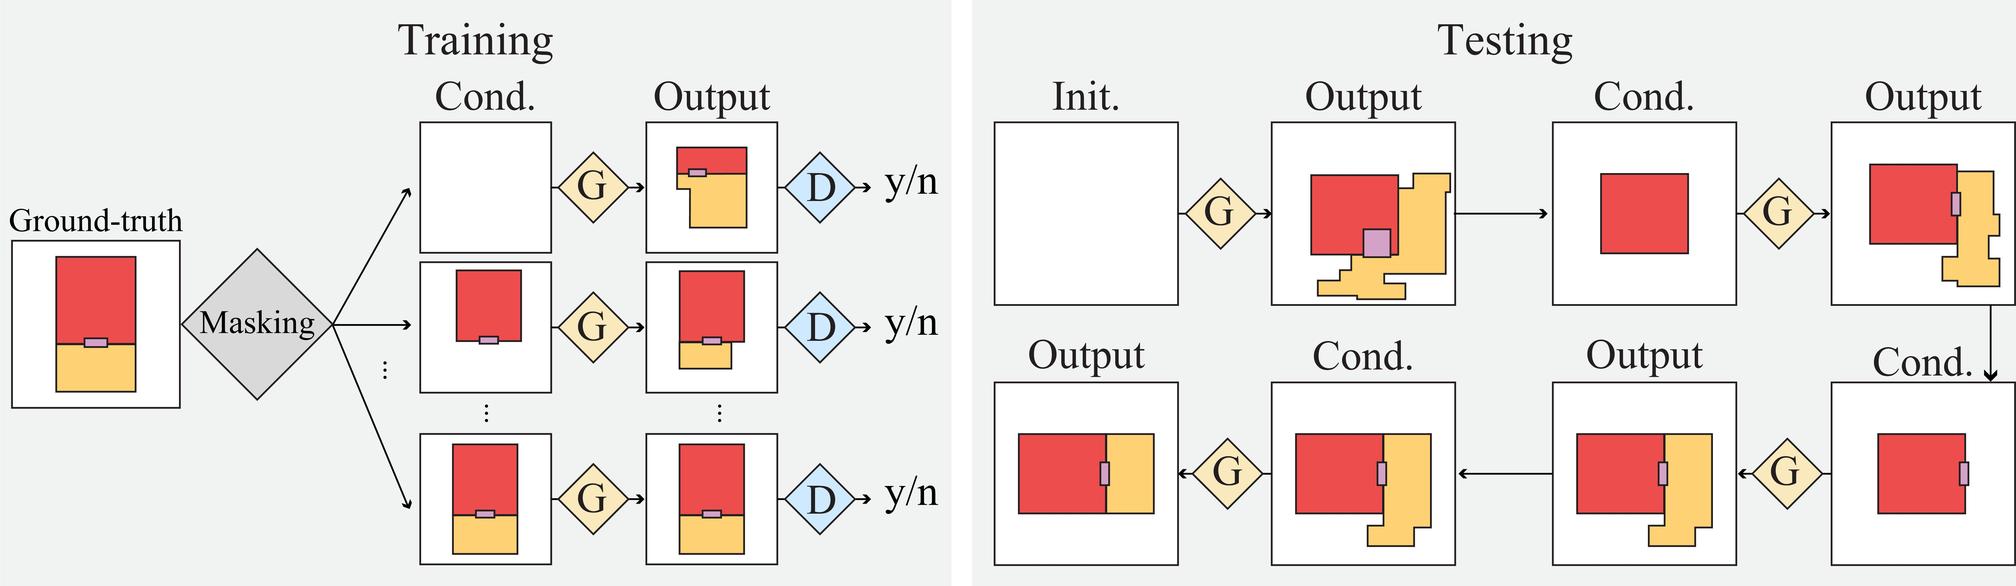 Training
Cond. Output
G D y/n
Ground-truth
Masking
G D y/n
G D y/n
Testing
Init. Output Cond. Output
G G
Output Cond. Output Cond.
G G